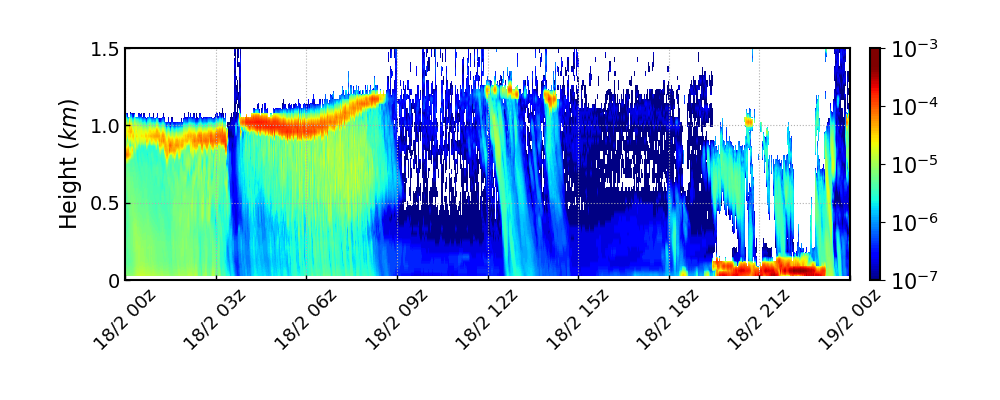 1.5
1.0
0.5
0
Height (km)
18/2 00z
18/2 03z
18/2 06z
18/2 09z
18/2 12z
18/2 15z
18/2 18z
18/2 21z
19/2 00z
10⁻³
10⁻⁴
10⁻⁵
10⁻⁶
10⁻⁷